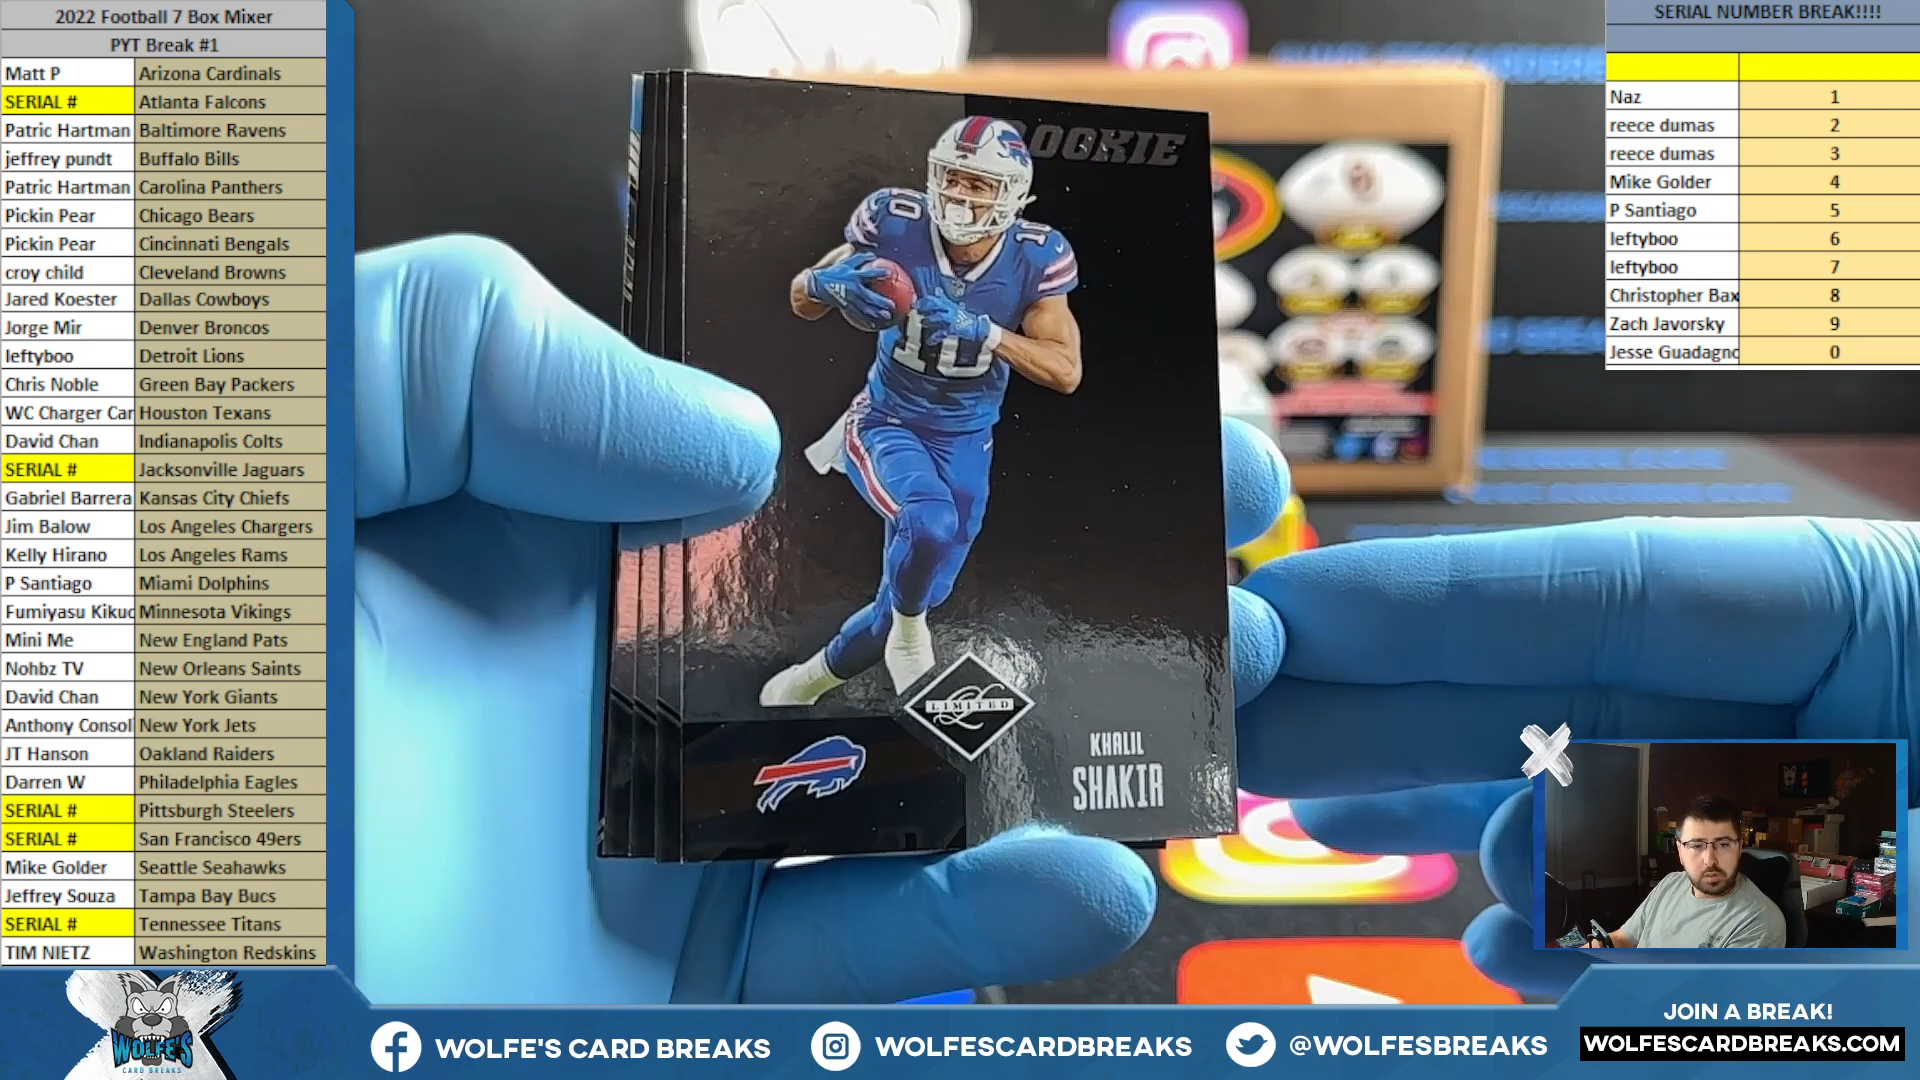 2022 Football 7 Box Mixer
PYT Break #1
Matt P Arizona Cardinals
SERIAL # Atlanta Falcons
Patric Hartman Baltimore Ravens
jeffrey pundt Buffalo Bills
Patric Hartman Carolina Panthers
Pickin Pear Chicago Bears
Pickin Pear Cincinnati Bengals
croy child Cleveland Browns
Jared Koester Dallas Cowboys
Jorge Mir Denver Broncos
leftyboo Detroit Lions
Chris Noble Green Bay Packers
WC Charger Car Houston Texans
David Chan Indianapolis Colts
SERIAL # Jacksonville Jaguars
Gabriel Barrera Kansas City Chiefs
Jim Balow Los Angeles Chargers
Kelly Hirano Los Angeles Rams
P Santiago Miami Dolphins
Fumiyasu Kikuc Minnesota Vikings
Mini Me New England Pats
Nohbz TV New Orleans Saints
David Chan New York Giants
Anthony Consol New York Jets
JT Hanson Oakland Raiders
Darren W Philadelphia Eagles
SERIAL # Pittsburgh Steelers
SERIAL # San Francisco 49ers
Mike Golder Seattle Seahawks
Jeffrey Souza Tampa Bay Bucs
SERIAL # Tennessee Titans
TIM NIETZ Washington Redskins
OOKIE
10
10
10
LIMITED
KHALIL
SHAKIR
SERIAL NUMBER BREAK!!!!
Naz 1
reece dumas 2
reece dumas 3
Mike Golder 4
P Santiago 5
leftyboo 6
leftyboo 7
Christopher Bax 8
Zach Javorsky 9
Jesse Guadagno 0
WOLFE'S
CARD BREAKS
WOLFE'S CARD BREAKS
WOLFESCARDBREAKS
@WOLFESBREAKS
JOIN A BREAK!
WOLFESCARDBREAKS.COM